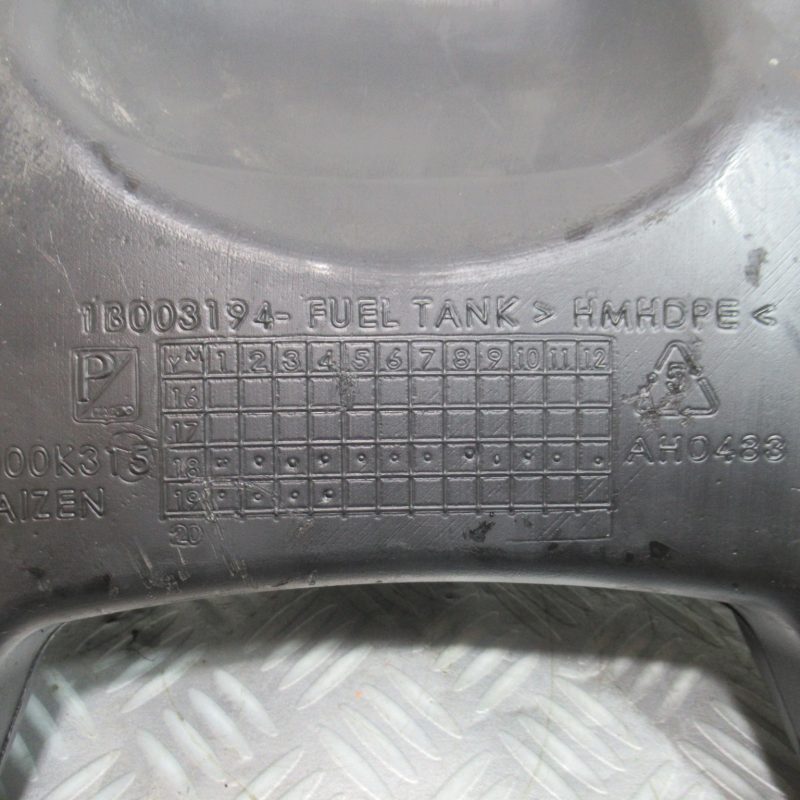 1B003194- FUEL TANK > HMHDPE <
P
Y M 1 2 3 4 5 6 7 8 9 10 11 12
16
17
18
19
20
00K315
AIZEN
AH0483